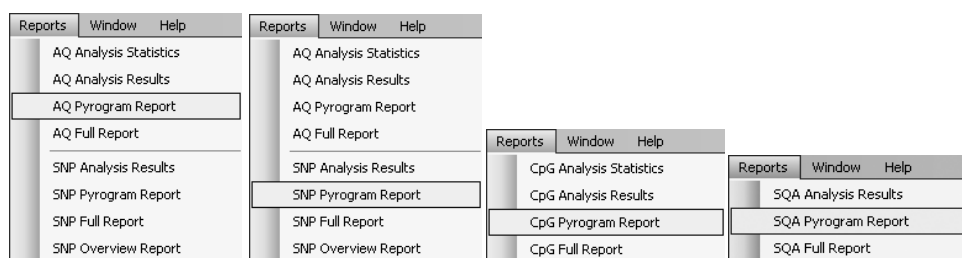 Reports Window Help
AQ Analysis Statistics
AQ Analysis Results
AQ Pyrogram Report
AQ Full Report
SNP Analysis Results
SNP Pyrogram Report
SNP Full Report
SNP Overview Report
Reports Window Help
AQ Analysis Statistics
AQ Analysis Results
AQ Pyrogram Report
AQ Full Report
SNP Analysis Results
SNP Pyrogram Report
SNP Full Report
SNP Overview Report
Reports Window Help
CpG Analysis Statistics
CpG Analysis Results
CpG Pyrogram Report
CpG Full Report
Reports Window Help
SQA Analysis Results
SQA Pyrogram Report
SQA Full Report